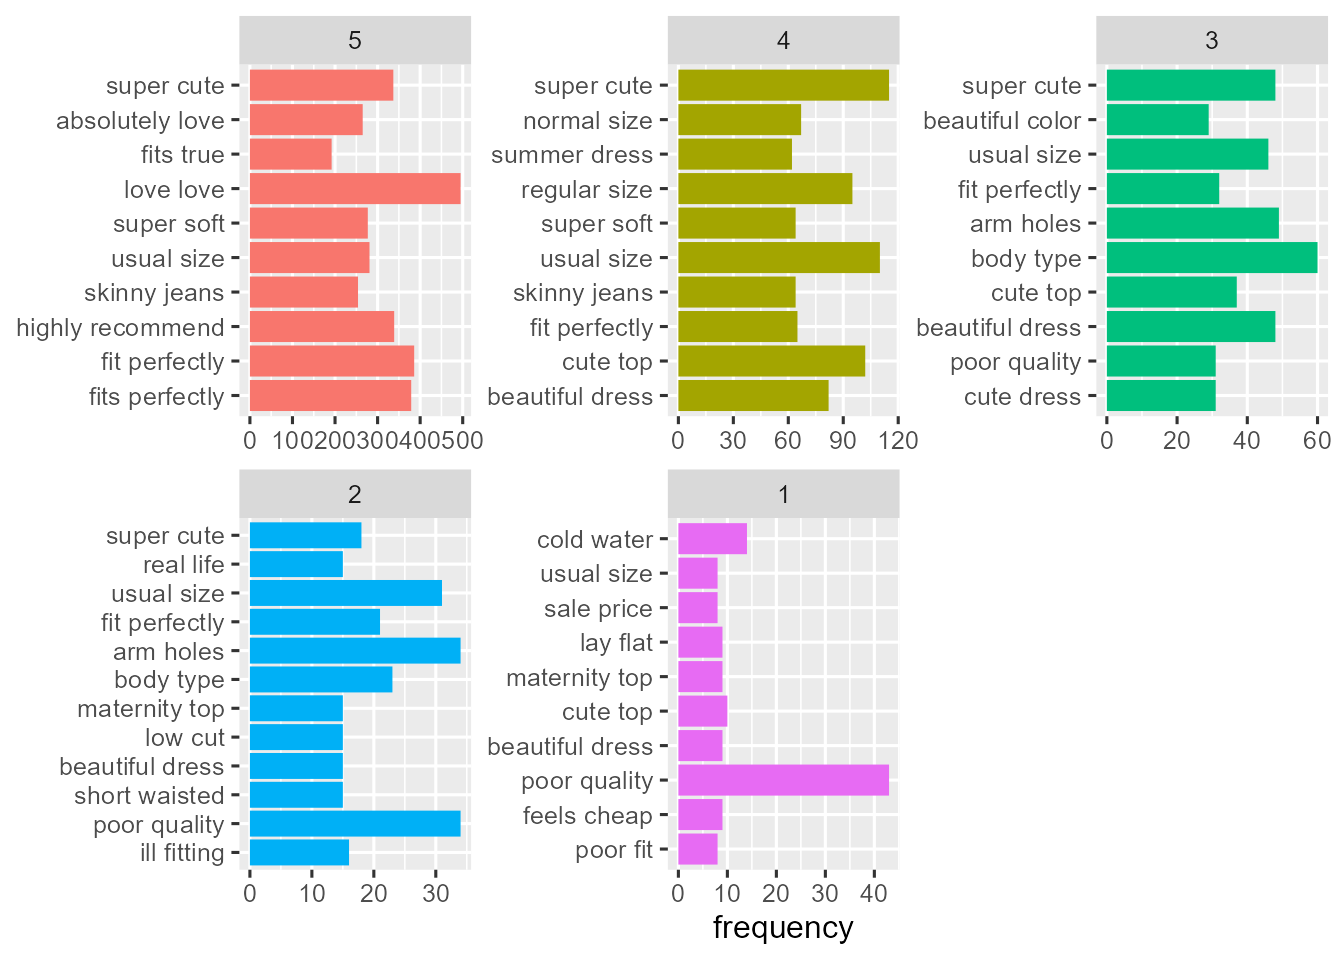 5
super cute
absolutely love
fits true
love love
super soft
usual size
skinny jeans
highly recommend
fit perfectly
fits perfectly
0 100 200 300 400 500
4
super cute
normal size
summer dress
regular size
super soft
usual size
skinny jeans
fit perfectly
cute top
beautiful dress
0 30 60 90 120
3
super cute
beautiful color
usual size
fit perfectly
arm holes
body type
cute top
beautiful dress
poor quality
cute dress
0 20 40 60
2
super cute
real life
usual size
fit perfectly
arm holes
body type
maternity top
low cut
beautiful dress
short waisted
poor quality
ill fitting
0 10 20 30
1
cold water
usual size
sale price
lay flat
maternity top
cute top
beautiful dress
poor quality
feels cheap
poor fit
0 10 20 30 40
frequency